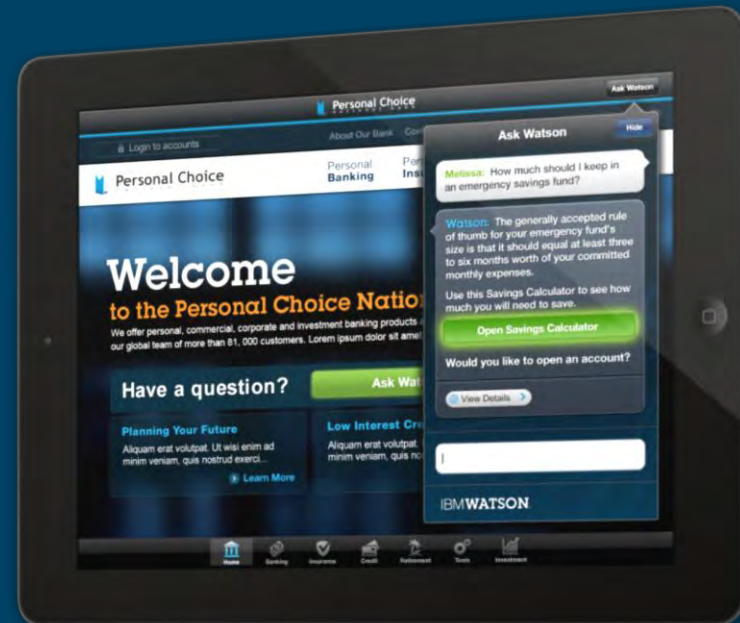 Personal Choice
Ask Watson
Login to accounts
About Our Bank
Personal Choice
Personal
Banking
Welcome
to the Personal Choice Natio
We offer personal, commercial, corporate and investment banking products
our global team of more than 81, 000 customers. Lorem ipsum dolor sit amet
Have a question?
Ask Wat
Planning Your Future
Aliquam erat volutpat. Ut wisi enim ad
minim veniam, quis nostrud exerci...
Learn More
Low Interest Cre
Aliquam erat volutpat.
minim veniam, quis no
Ask Watson
Hide
Melissa: How much should I keep in
an emergency savings fund?
Watson: The generally accepted rule
of thumb for your emergency fund's
size is that it should equal at least three
to six months worth of your committed
monthly expenses.
Use this Savings Calculator to see how
much you will need to save.
Open Savings Calculator
Would you like to open an account?
View Details
IBMWATSON
Home
Banking
Insurance
Credit
Retirement
Tools
Investment